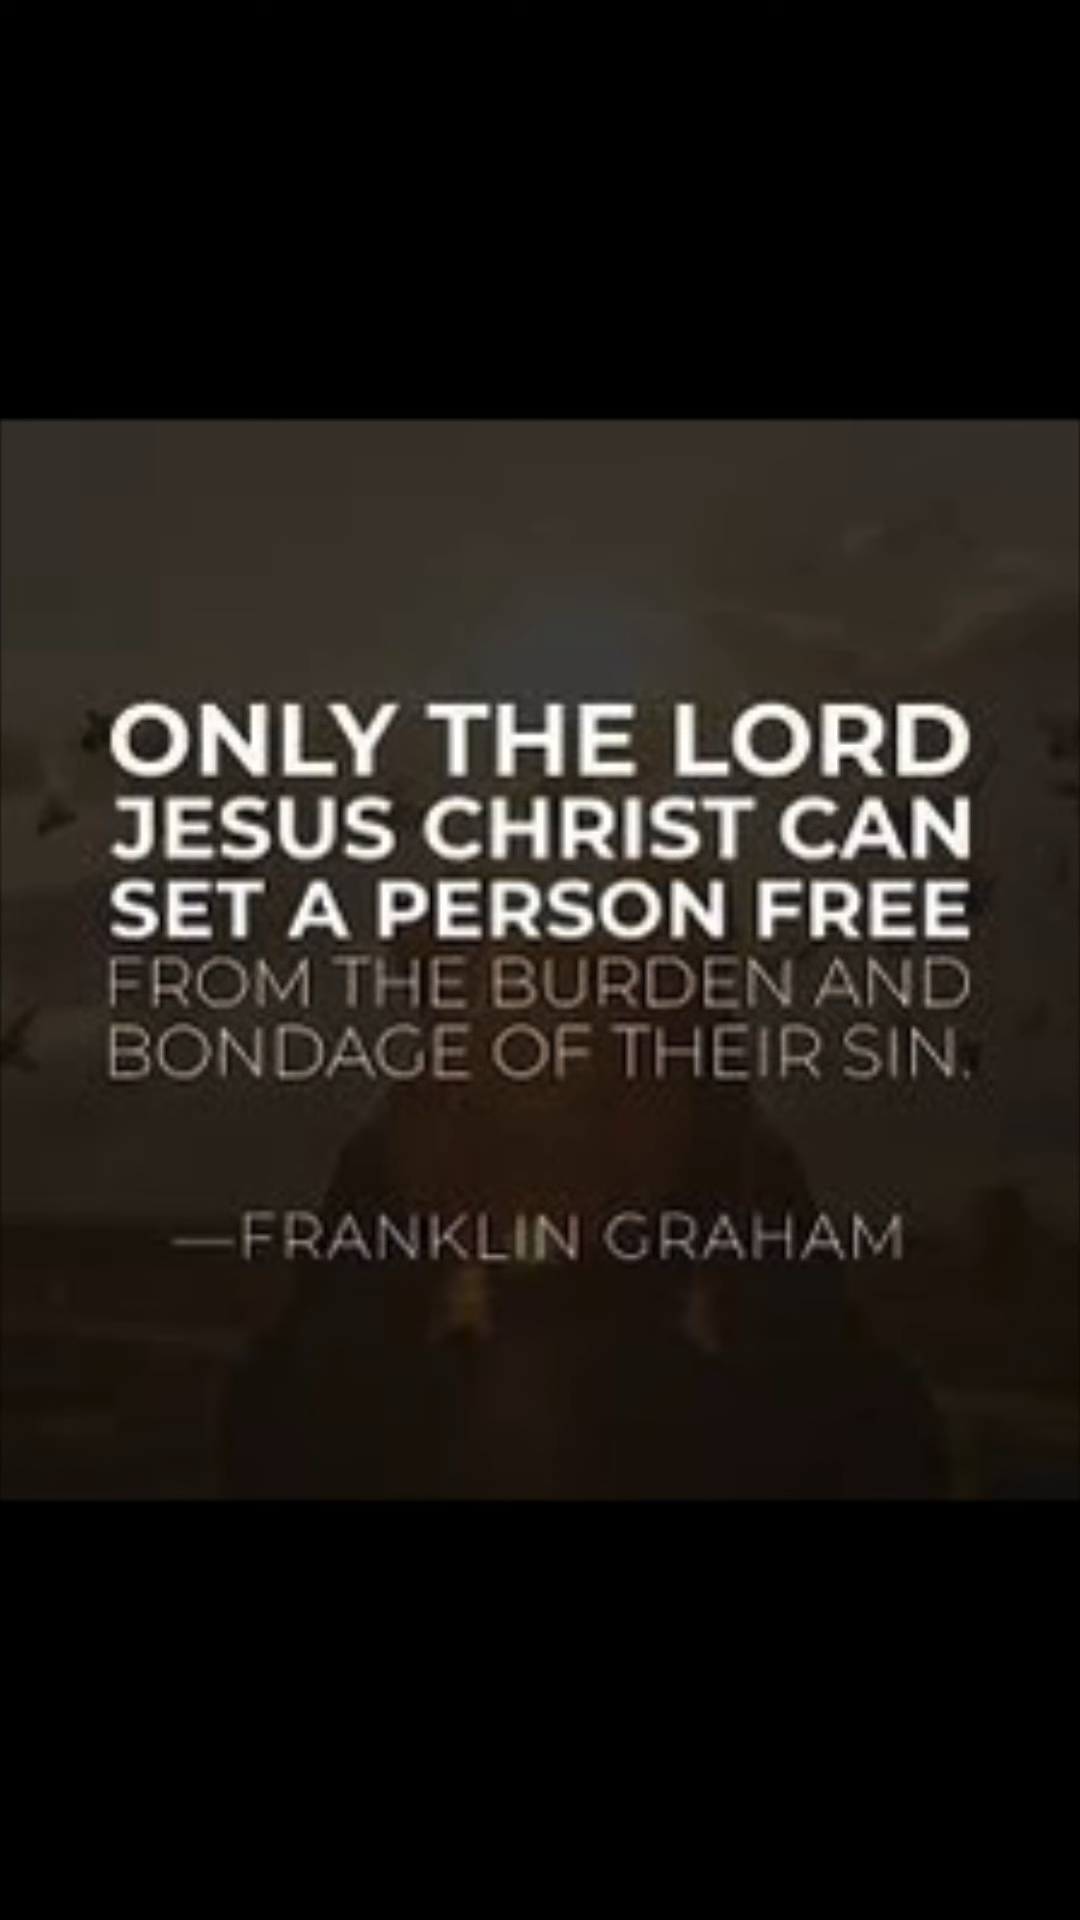 ONLY THE LORD
JESUS CHRIST CAN
SET A PERSON FREE
FROM THE BURDEN AND
BONDAGE OF THEIR SIN.
—FRANKLIN GRAHAM